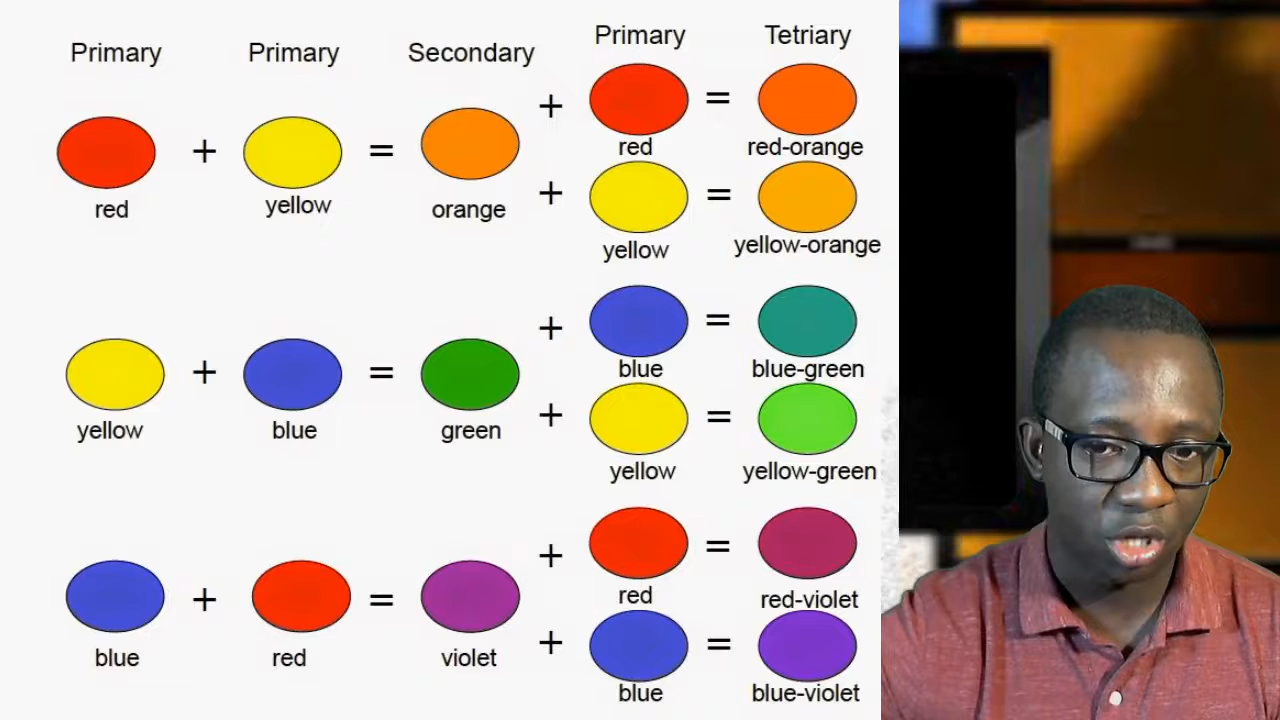 Primary Primary Secondary Primary Tetriary
+ red = red-orange
red + yellow = orange
+ yellow = yellow-orange
+ blue = blue-green
yellow + blue = green
+ yellow = yellow-green
+ red = red-violet
blue + red = violet
+ blue = blue-violet